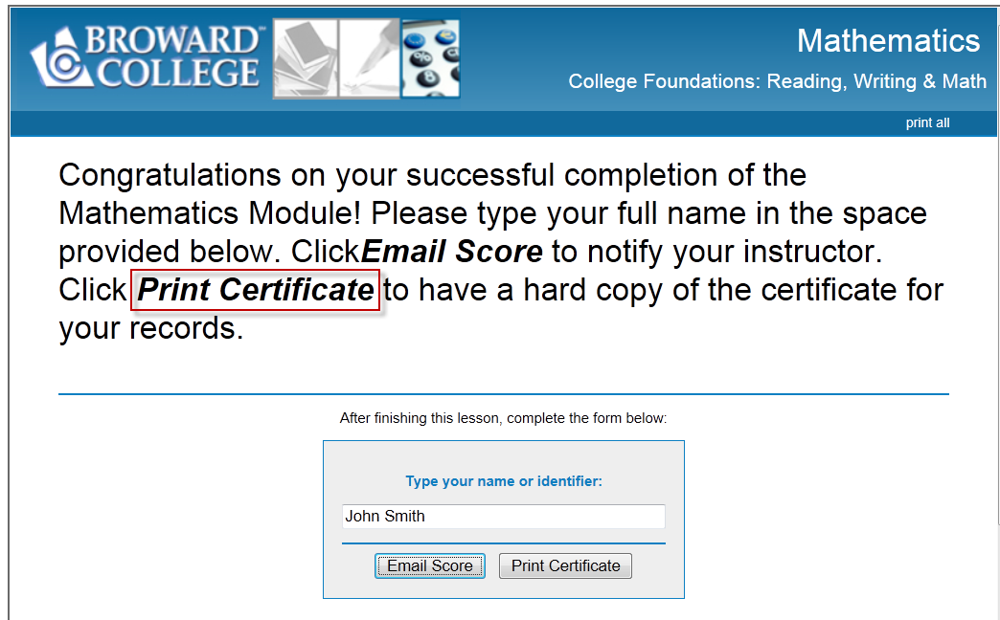 BROWARD
COLLEGE
Mathematics
College Foundations: Reading, Writing & Math
print all
Congratulations on your successful completion of the
Mathematics Module! Please type your full name in the space
provided below. ClickEmail Score to notify your instructor.
Click Print Certificate to have a hard copy of the certificate for
your records.
After finishing this lesson, complete the form below:
Type your name or identifier:
John Smith
Email Score Print Certificate